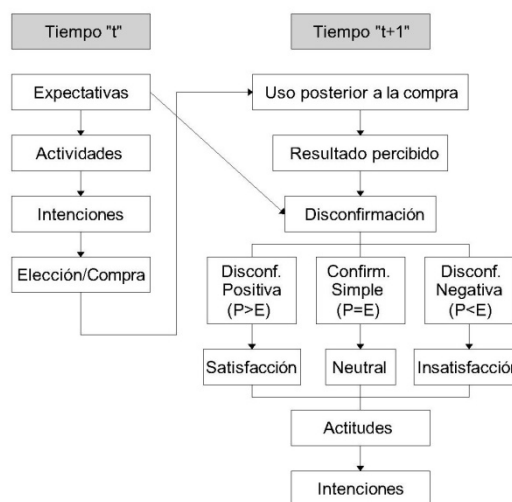 Tiempo "t"
Tiempo "t+1"
Expectativas
Uso posterior a la compra
Actividades
Resultado percibido
Intenciones
Disconfirmación
Elección/Compra
Disconf.
Positiva
(P>E)
Confirm.
Simple
(P=E)
Disconf.
Negativa
(P<E)
Satisfacción
Neutral
Insatisfacción
Actitudes
Intenciones